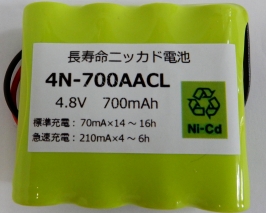 長寿命ニッカド電池
4N-700AACL
4.8V 700mAh
標準充電：70mA×14～16h
急速充電：210mA×4～6h
Ni-Cd